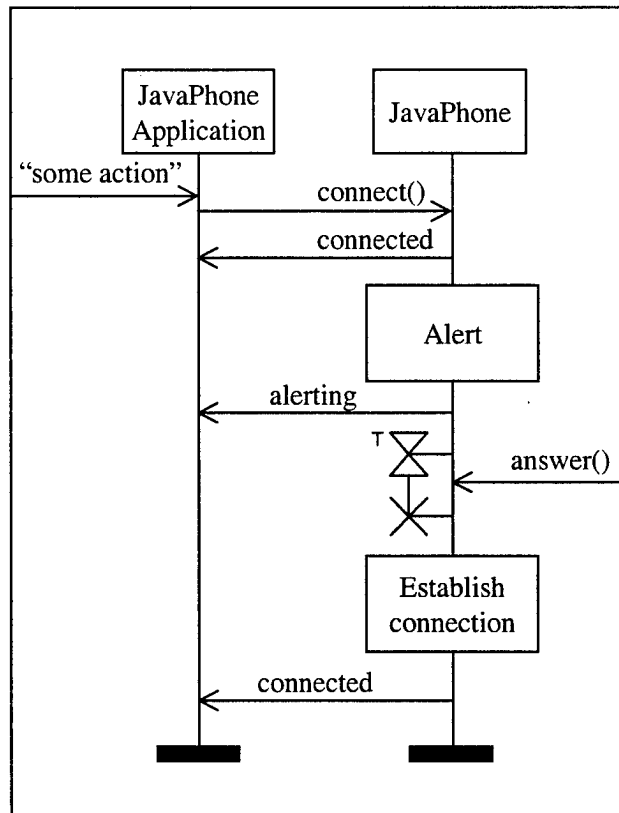 JavaPhone
Application
JavaPhone
“some action”
connect()
connected
Alert
alerting
T
answer()
Establish
connection
connected